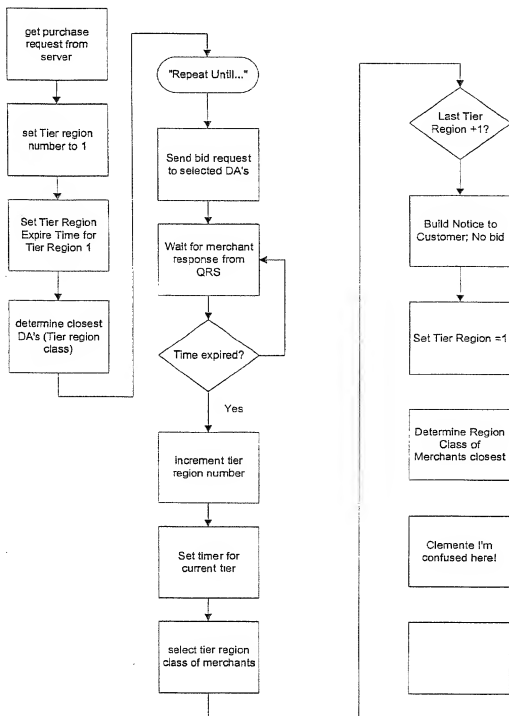 get purchase
request from
server
set Tier region
number to 1
Set Tier Region
Expire Time for
Tier Region 1
determine closest
DA's (Tier region
class)
"Repeat Untill..."
Send bid request
to selected DA's
Wait for merchant
response from
QRS
Time expired?
Yes
increment tier
region number
Set timer for
current tier
select tier region
class of merchants
Last Tier
Region +1?
Build Notice to
Customer; No bid
Set Tier Region =1
Determine Region
Class of
Merchants closest
Clemente I'm
confused here!